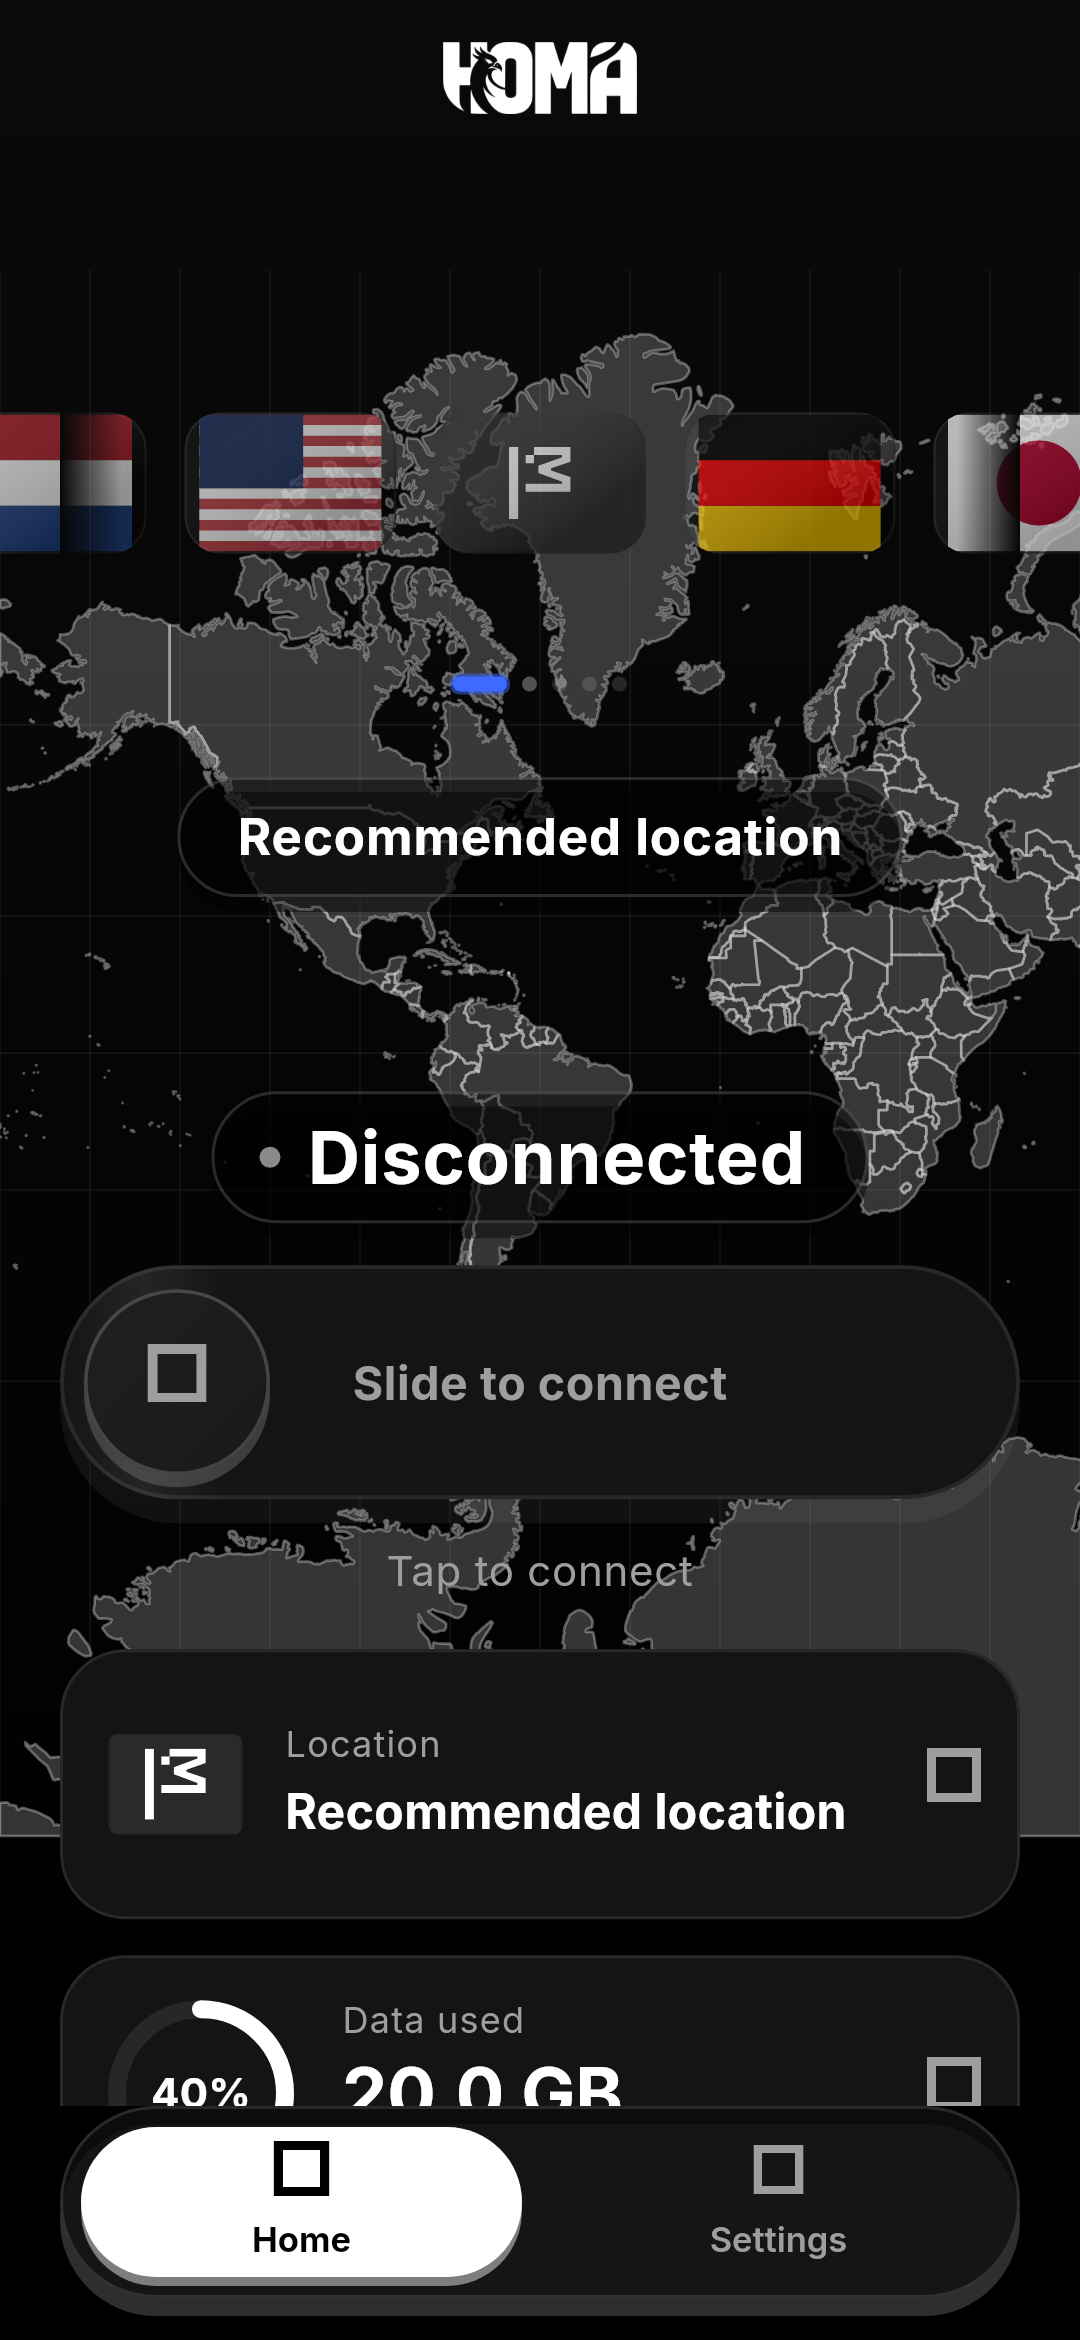 HOMA
Recommended location
Disconnected
Slide to connect
Tap to connect
Location
Recommended location
Data used
40%
20.0 GB
Home
Settings